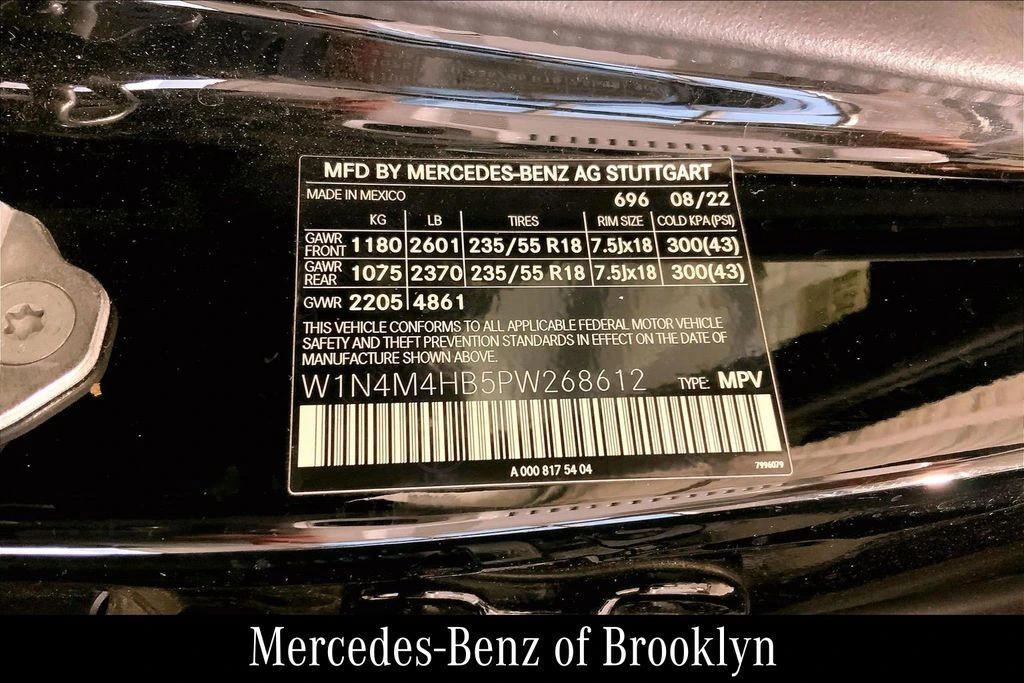 MFD BY MERCEDES-BENZ AG STUTTGART
MADE IN MEXICO 696 08/22
KG LB TIRES RIM SIZE COLD KPA(PSI)
GAWR FRONT 1180 2601 235/55 R18 7.5Jx18 300(43)
GAWR REAR 1075 2370 235/55 R18 7.5Jx18 300(43)
GVWR 2205 4861
THIS VEHICLE CONFORMS TO ALL APPLICABLE FEDERAL MOTOR VEHICLE
SAFETY AND THEFT PREVENTION STANDARDS IN EFFECT ON THE DATE OF
MANUFACTURE SHOWN ABOVE.
W1N4M4HB5PW268612 TYPE: MPV
A 000 817 54 04 7996079
Mercedes-Benz of Brooklyn